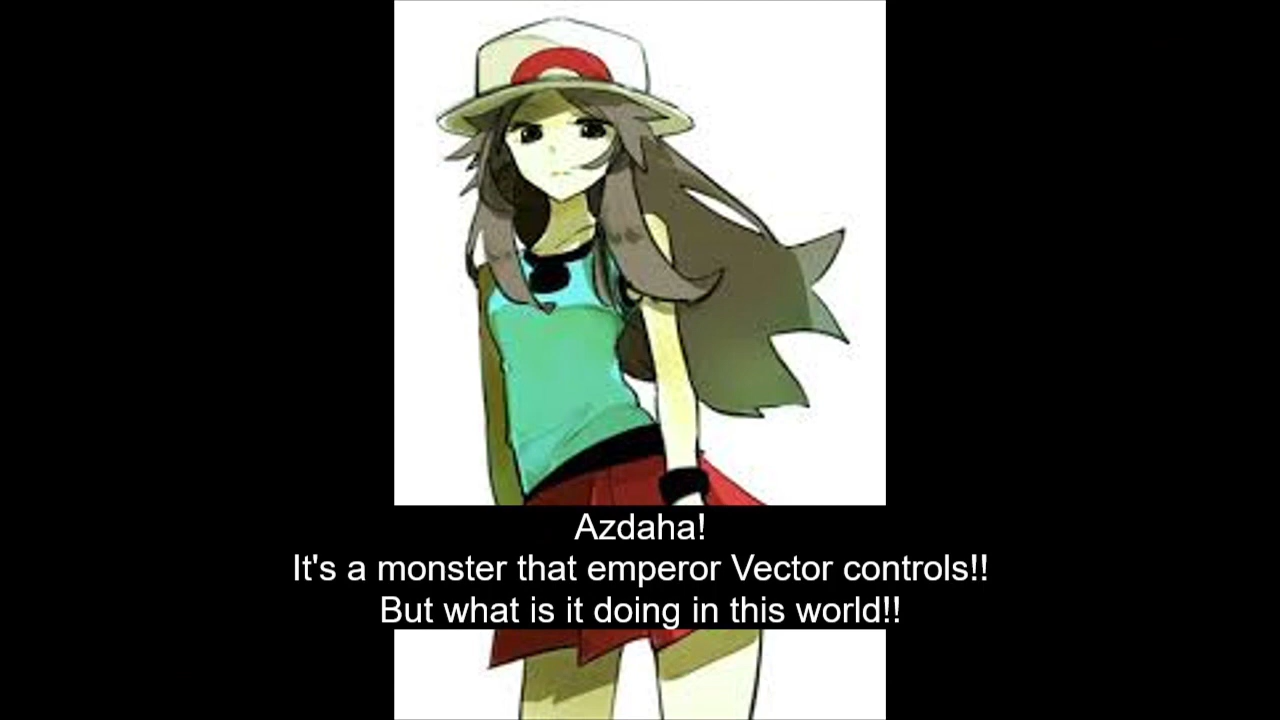 Azdaha!
It's a monster that emperor Vector controls!!
But what is it doing in this world!!